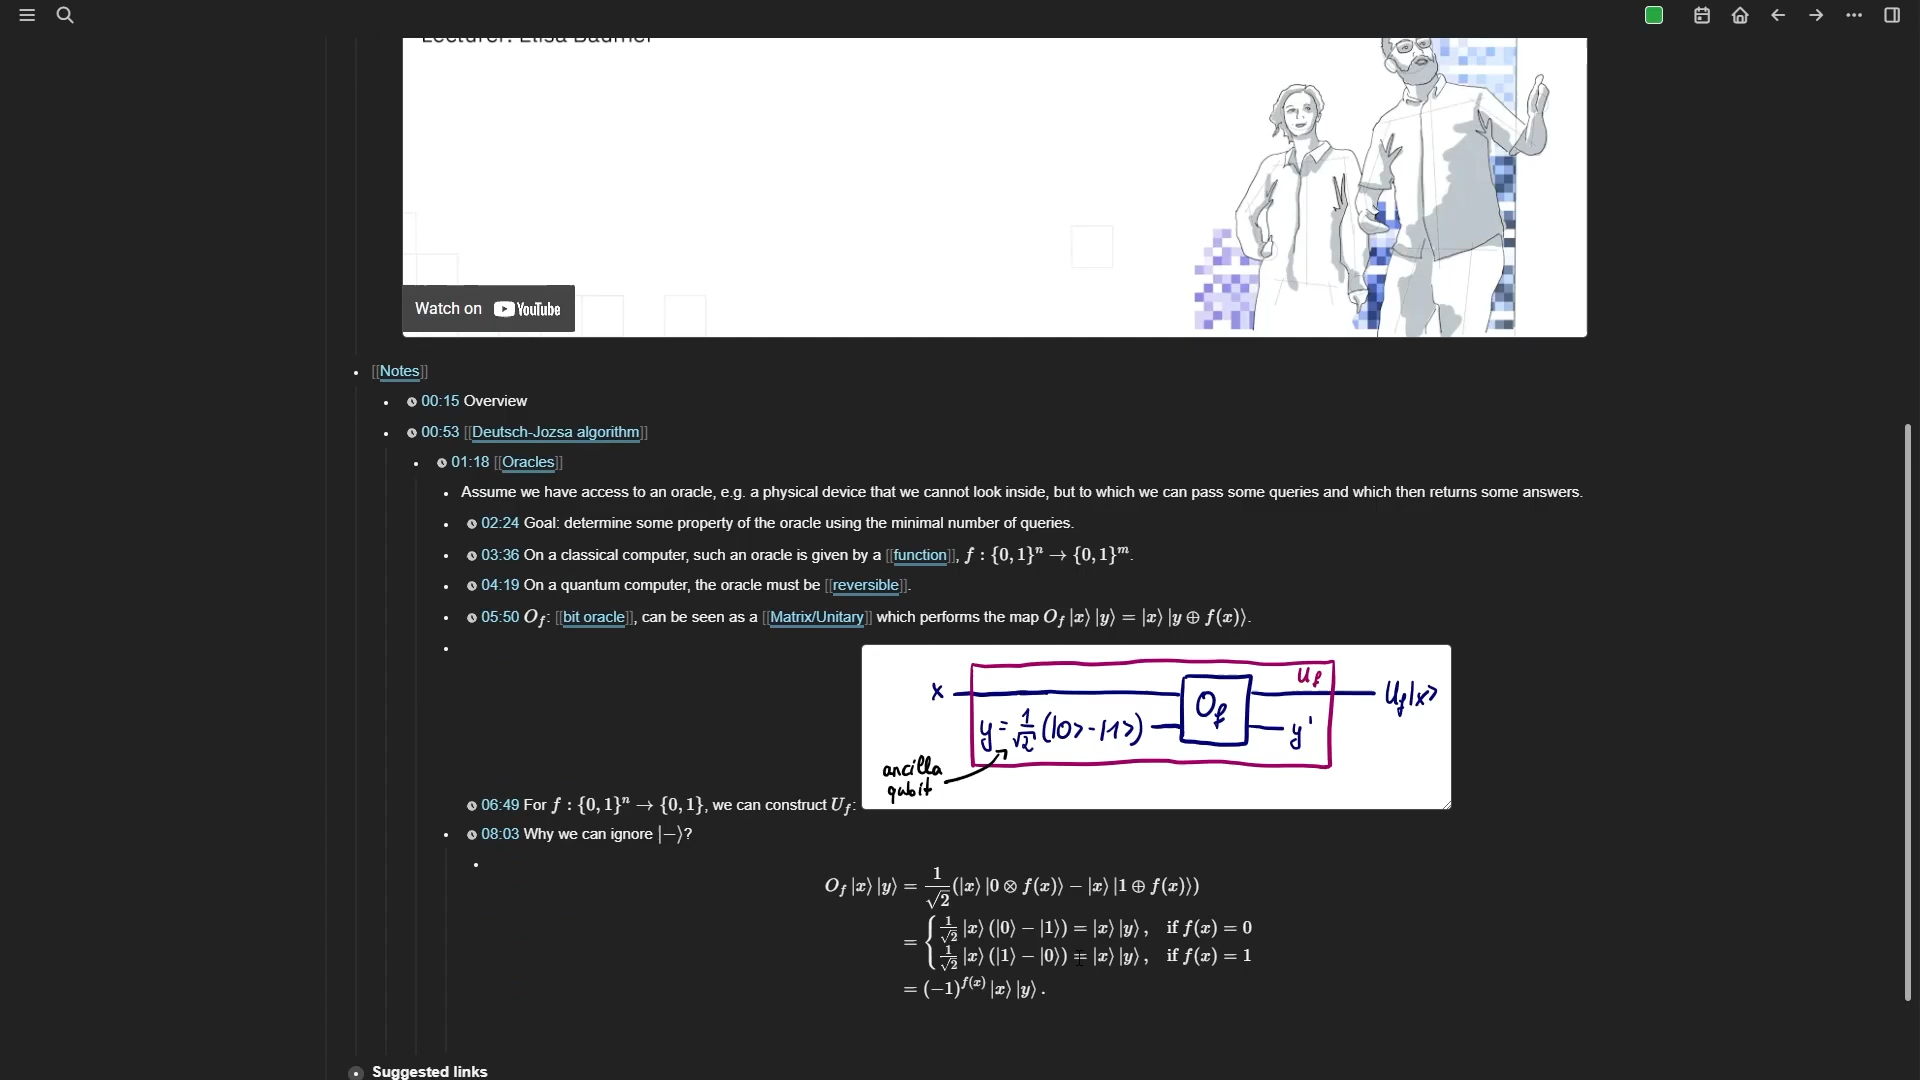 Lecturer: Elisa Bäumer
Watch on YouTube
[[Notes]]
00:15 Overview
00:53 [[Deutsch-Jozsa algorithm]]
01:18 [[Oracles]]
Assume we have access to an oracle, e.g. a physical device that we cannot look inside, but to which we can pass some queries and which then returns some answers.
02:24 Goal: determine some property of the oracle using the minimal number of queries.
03:36 On a classical computer, such an oracle is given by a [[function]], f : {0, 1}ⁿ → {0, 1}ᵐ.
04:19 On a quantum computer, the oracle must be [[reversible]].
05:50 O_f: [[bit oracle]], can be seen as a [[Matrix/Unitary]] which performs the map O_f |x⟩ |y⟩ = |x⟩ |y ⊕ f(x)⟩.
U_f
x O_f U_f|x>
y = 1/√2 (|0> - |1>) y'
ancilla
qubit
06:49 For f : {0, 1}ⁿ → {0, 1}, we can construct U_f:
08:03 Why we can ignore |−⟩?
O_f |x⟩ |y⟩ = 1/√2 (|x⟩ |0 ⊗ f(x)⟩ − |x⟩ |1 ⊕ f(x)⟩)
= { 1/√2 |x⟩ (|0⟩ − |1⟩) = |x⟩ |y⟩ , if f(x) = 0
1/√2 |x⟩ (|1⟩ − |0⟩) = |x⟩ |y⟩ , if f(x) = 1
= (−1)^f(x) |x⟩ |y⟩ .
Suggested links